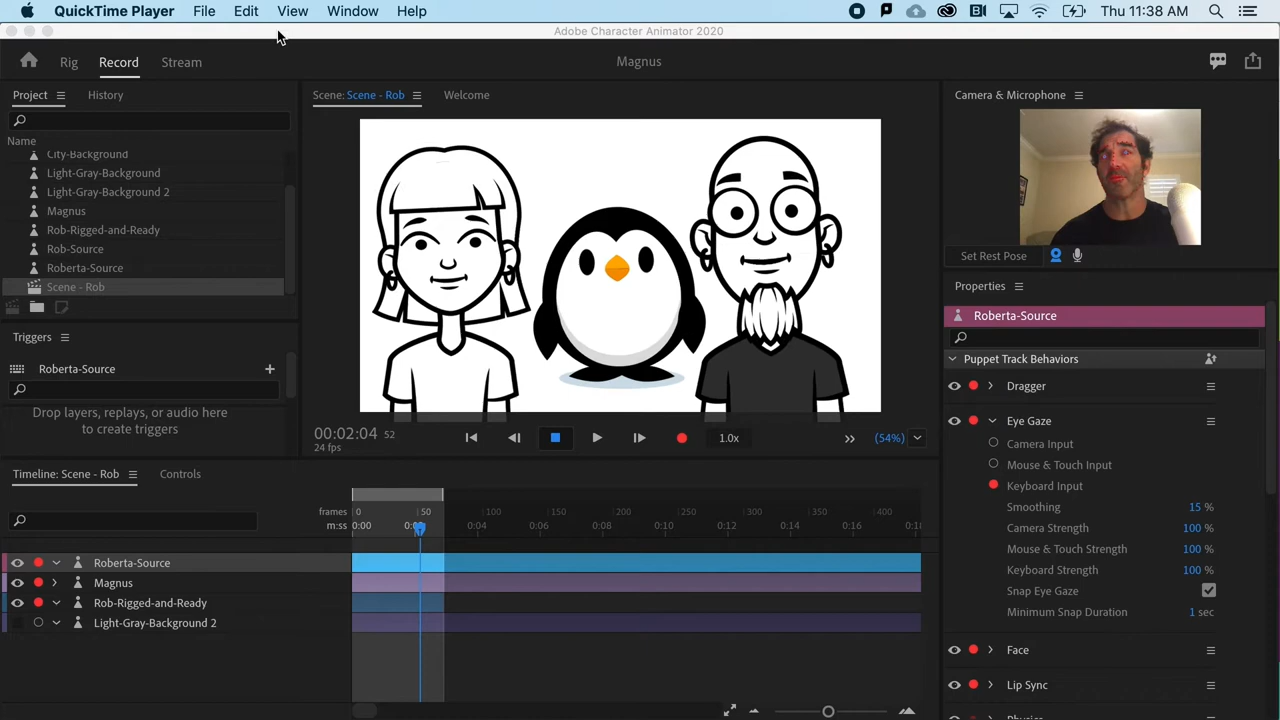 QuickTime Player File Edit View Window Help Thu 11:38 AM
Adobe Character Animator 2020
Rig Record Stream Magnus
Project History
Name
City-Background
Light-Gray-Background
Light-Gray-Background 2
Magnus
Rob-Rigged-and-Ready
Rob-Source
Roberta-Source
Scene - Rob
Triggers
Roberta-Source
Drop layers, replays, or audio here
to create triggers
Scene: Scene - Rob Welcome
00:02:04 52
24 fps
1.0x
(54%)
Camera & Microphone
Set Rest Pose
Properties
Roberta-Source
Puppet Track Behaviors
Dragger
Eye Gaze
Camera Input
Mouse & Touch Input
Keyboard Input
Smoothing 15 %
Camera Strength 100 %
Mouse & Touch Strength 100 %
Keyboard Strength 100 %
Snap Eye Gaze
Minimum Snap Duration 1 sec
Face
Lip Sync
Timeline: Scene - Rob Controls
frames 0 50 100 150 200 250 300 350 400
m:ss 0:00 0:04 0:06 0:08 0:10 0:12 0:14 0:16
Roberta-Source
Magnus
Rob-Rigged-and-Ready
Light-Gray-Background 2